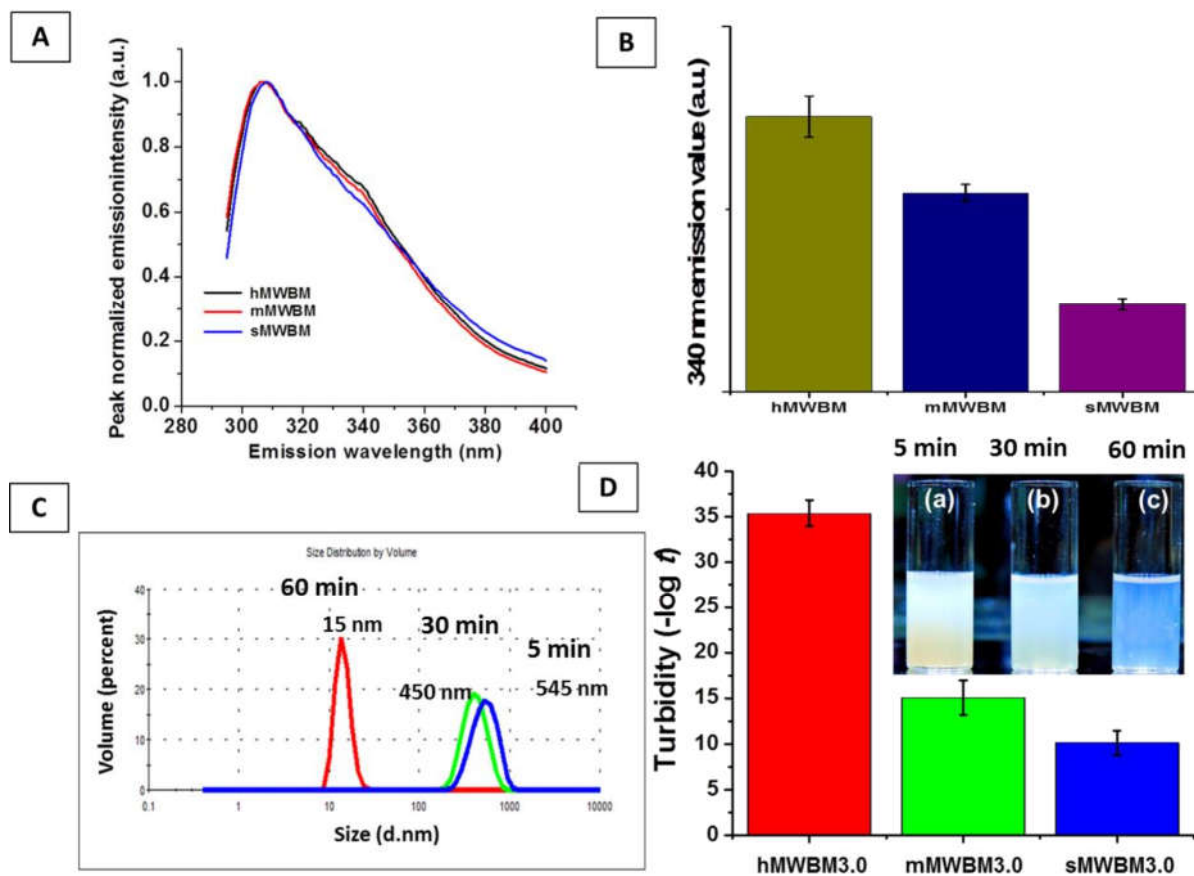 A
Peak normalized emissionintensity (a.u.)
1.0
0.8
0.6
0.4
0.2
0.0
hMWBM
mMWBM
sMWBM
280 300 320 340 360 380 400
Emission wavelength (nm)
B
340 nm emission value (a.u.)
hMWBM mMWBM sMWBM
C
Size Distribution by Volume
Volume (percent)
40
30
20
10
0
60 min
15 nm
30 min
450 nm
5 min
545 nm
0.1 1 10 100 1000 10000
Size (d.nm)
D
5 min 30 min 60 min
(a) (b) (c)
Turbidity (-log t)
40
35
30
25
20
15
10
5
0
hMWBM3.0 mMWBM3.0 sMWBM3.0